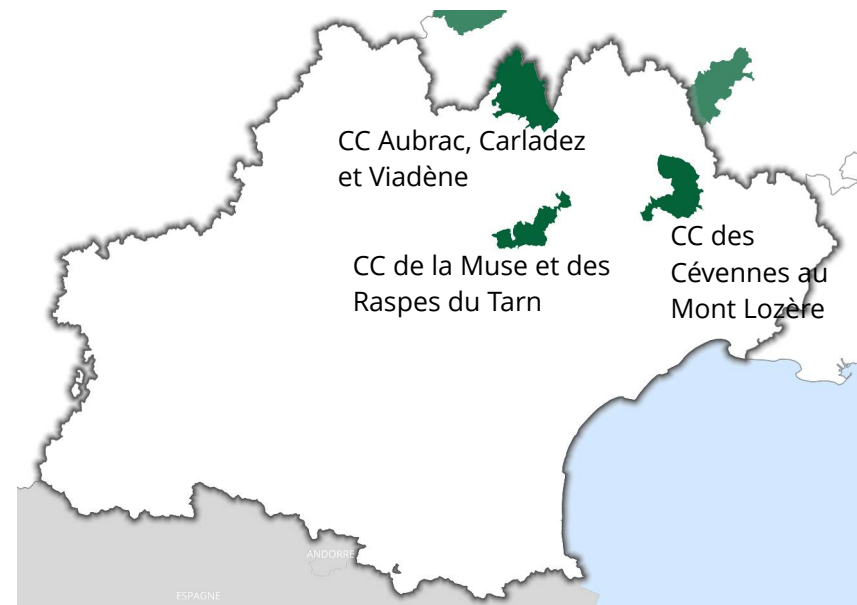 CC Aubrac, Carladez
et Viadène
CC de la Muse et des
Raspes du Tarn
CC des
Cévennes au
Mont Lozère
ANDORRE
ESPAGNE